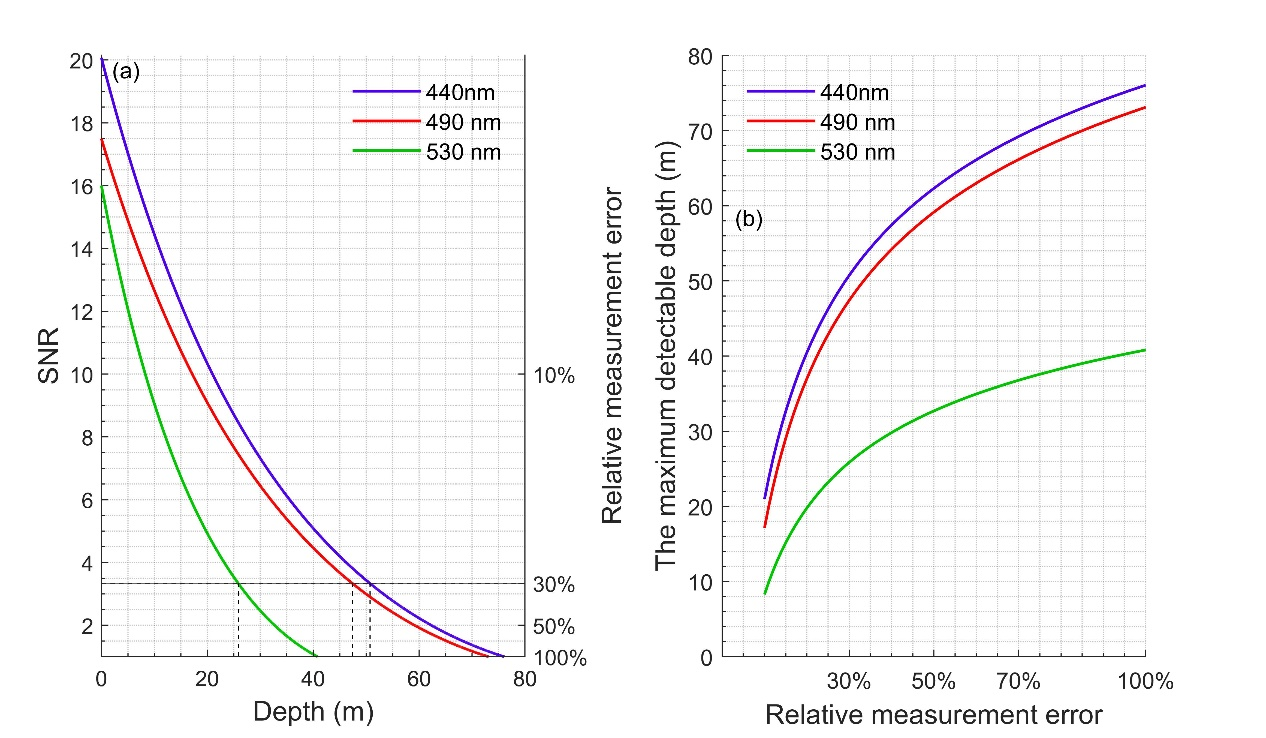 (a)
440nm
490 nm
530 nm
SNR
20
18
16
14
12
10
8
6
4
2
10%
30%
50%
100%
Relative measurement error
0 20 40 60 80
Depth (m)
(b)
440nm
490 nm
530 nm
The maximum detectable depth (m)
80
70
60
50
40
30
20
10
0
30% 50% 70% 100%
Relative measurement error